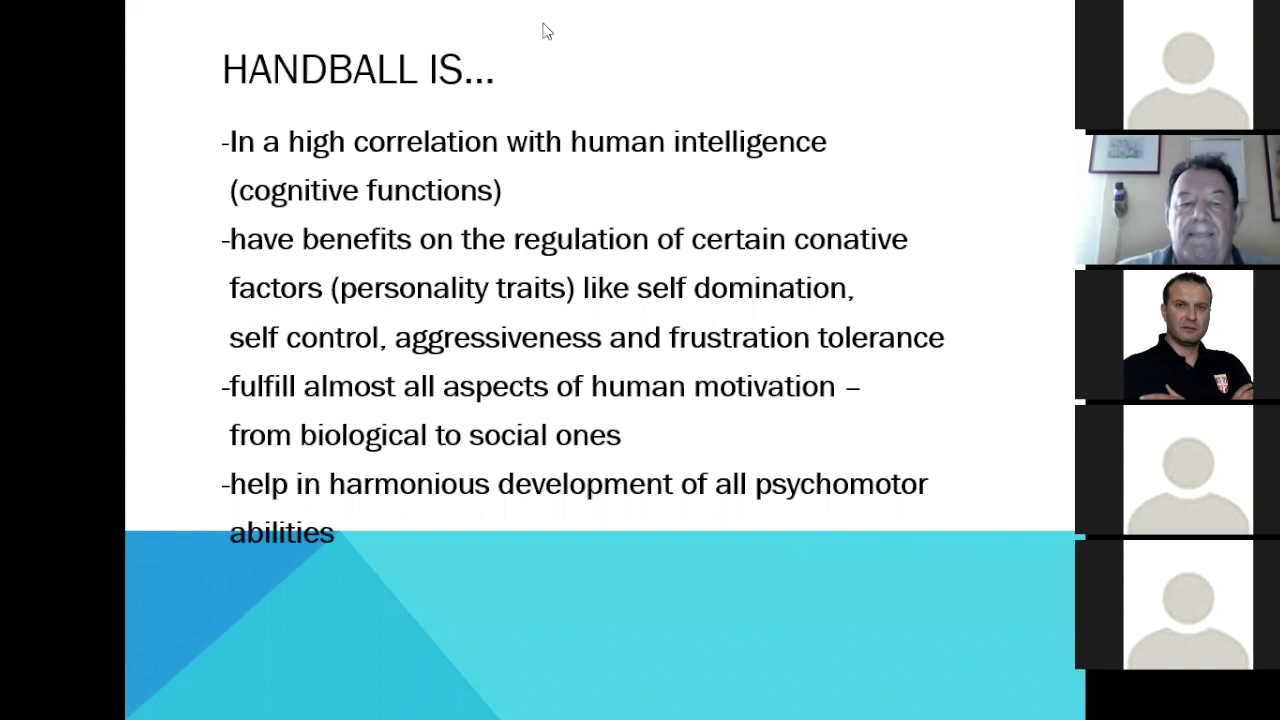 HANDBALL IS...
-In a high correlation with human intelligence
(cognitive functions)
-have benefits on the regulation of certain conative
factors (personality traits) like self domination,
self control, aggressiveness and frustration tolerance
-fulfill almost all aspects of human motivation –
from biological to social ones
-help in harmonious development of all psychomotor
abilities